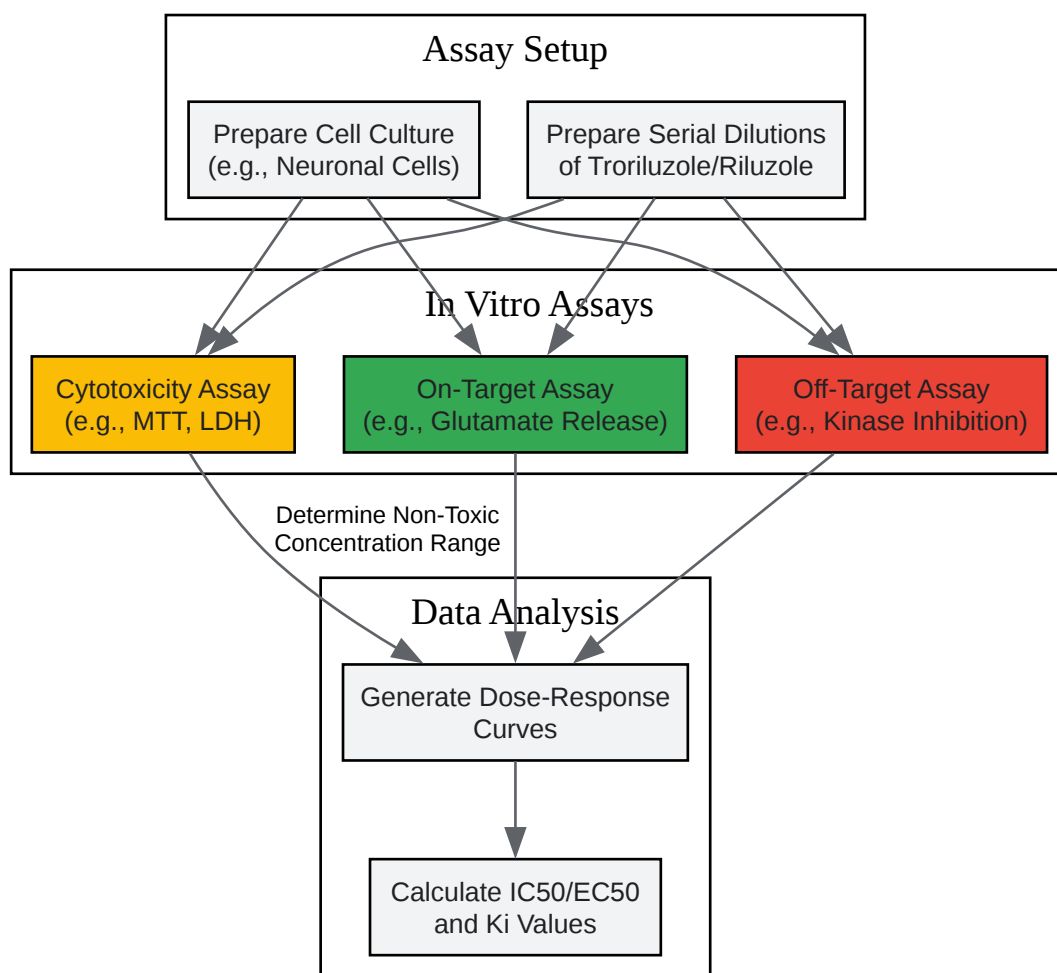 Assay Setup
Prepare Cell Culture
(e.g., Neuronal Cells)
Prepare Serial Dilutions
of Troriluzole/Riluzole
In Vitro Assays
Cytotoxicity Assay
(e.g., MTT, LDH)
On-Target Assay
(e.g., Glutamate Release)
Off-Target Assay
(e.g., Kinase Inhibition)
Determine Non-Toxic
Concentration Range
Data Analysis
Generate Dose-Response
Curves
Calculate IC50/EC50
and Ki Values